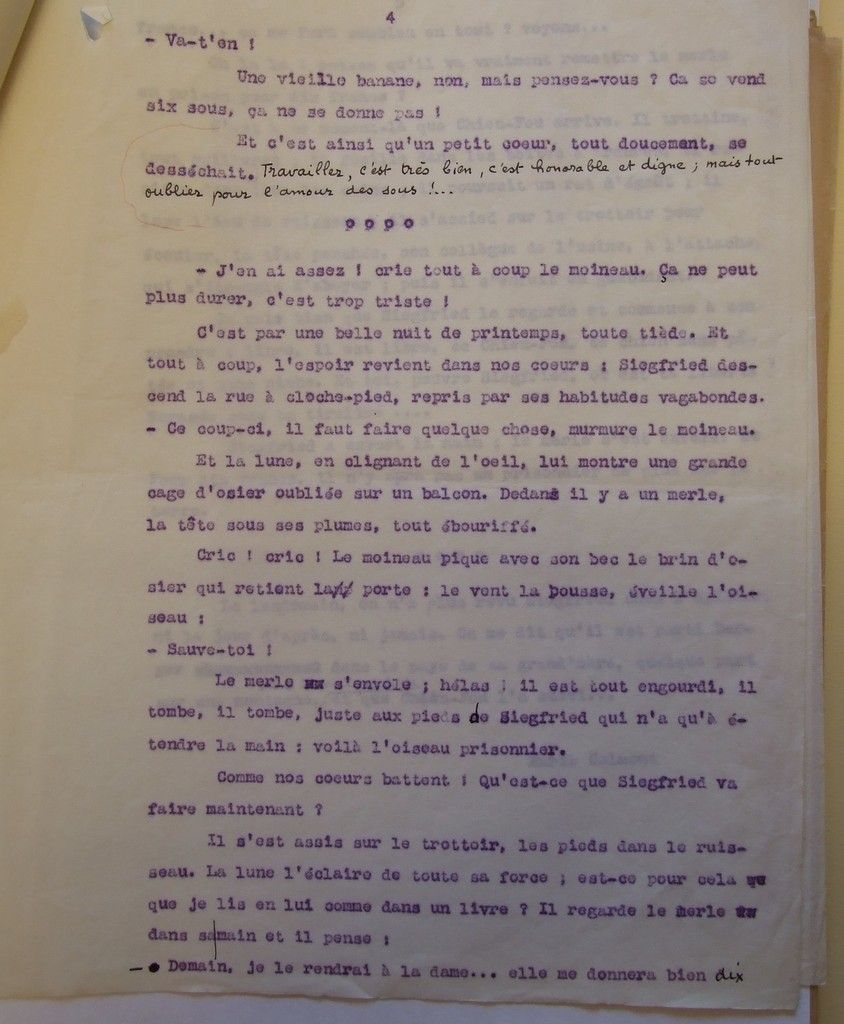 4
- Va-t'en !
Une vieille banane, non, mais pensez-vous ? Ca se vend
six sous, ça ne se donne pas !
Et c'est ainsi qu'un petit coeur, tout doucement, se
desséchait. Travailler, c'est très bien, c'est honorable et digne ; mais tout
oublier pour l'amour des sous !...
o o o o
- J'en ai assez ! crie tout à coup le moineau. Ça ne peut
plus durer, c'est trop triste !
C'est par une belle nuit de printemps, toute tiède. Et
tout à coup, l'espoir revient dans nos coeurs : Siegfried des-
cend la rue à cloche-pied, repris par ses habitudes vagabondes.
- Ce coup-ci, il faut faire quelque chose, murmure le moineau.
Et la lune, en clignant de l'oeil, lui montre une grande
cage d'osier oubliée sur un balcon. Dedans il y a un merle,
la tête sous ses plumes, tout ébouriffé.
Cric ! cric ! Le moineau pique avec son bec le brin d'o-
sier qui retient la porte : le vent la pousse, éveille l'oi-
seau :
- Sauve-toi !
Le merle s'envole ; hélas ! il est tout engourdi, il
tombe, il tombe, juste aux pieds de Siegfried qui n'a qu'à é-
tendre la main : voilà l'oiseau prisonnier.
Comme nos coeurs battent ! Qu'est-ce que Siegfried va
faire maintenant ?
Il s'est assis sur le trottoir, les pieds dans le ruis-
seau. La lune l'éclaire de toute sa force ; est-ce pour cela
que je lis en lui comme dans un livre ? Il regarde le merle
dans sa main et il pense :
- Demain, je le rendrai à la dame... elle me donnera bien dix